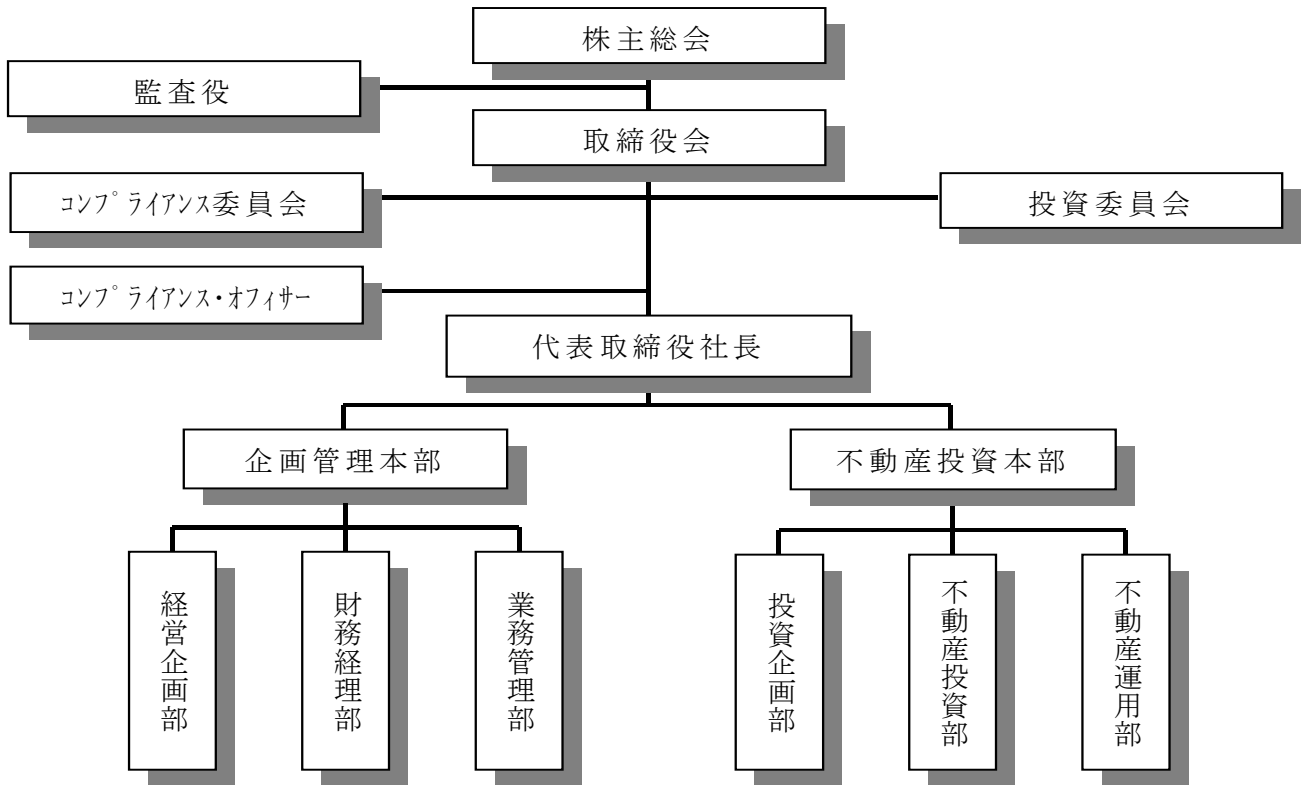 株主総会
監査役
取締役会
コンプライアンス委員会
投資委員会
コンプライアンス・オフィサー
代表取締役社長
企画管理本部
不動産投資本部
経営企画部
財務経理部
業務管理部
投資企画部
不動産投資部
不動産運用部